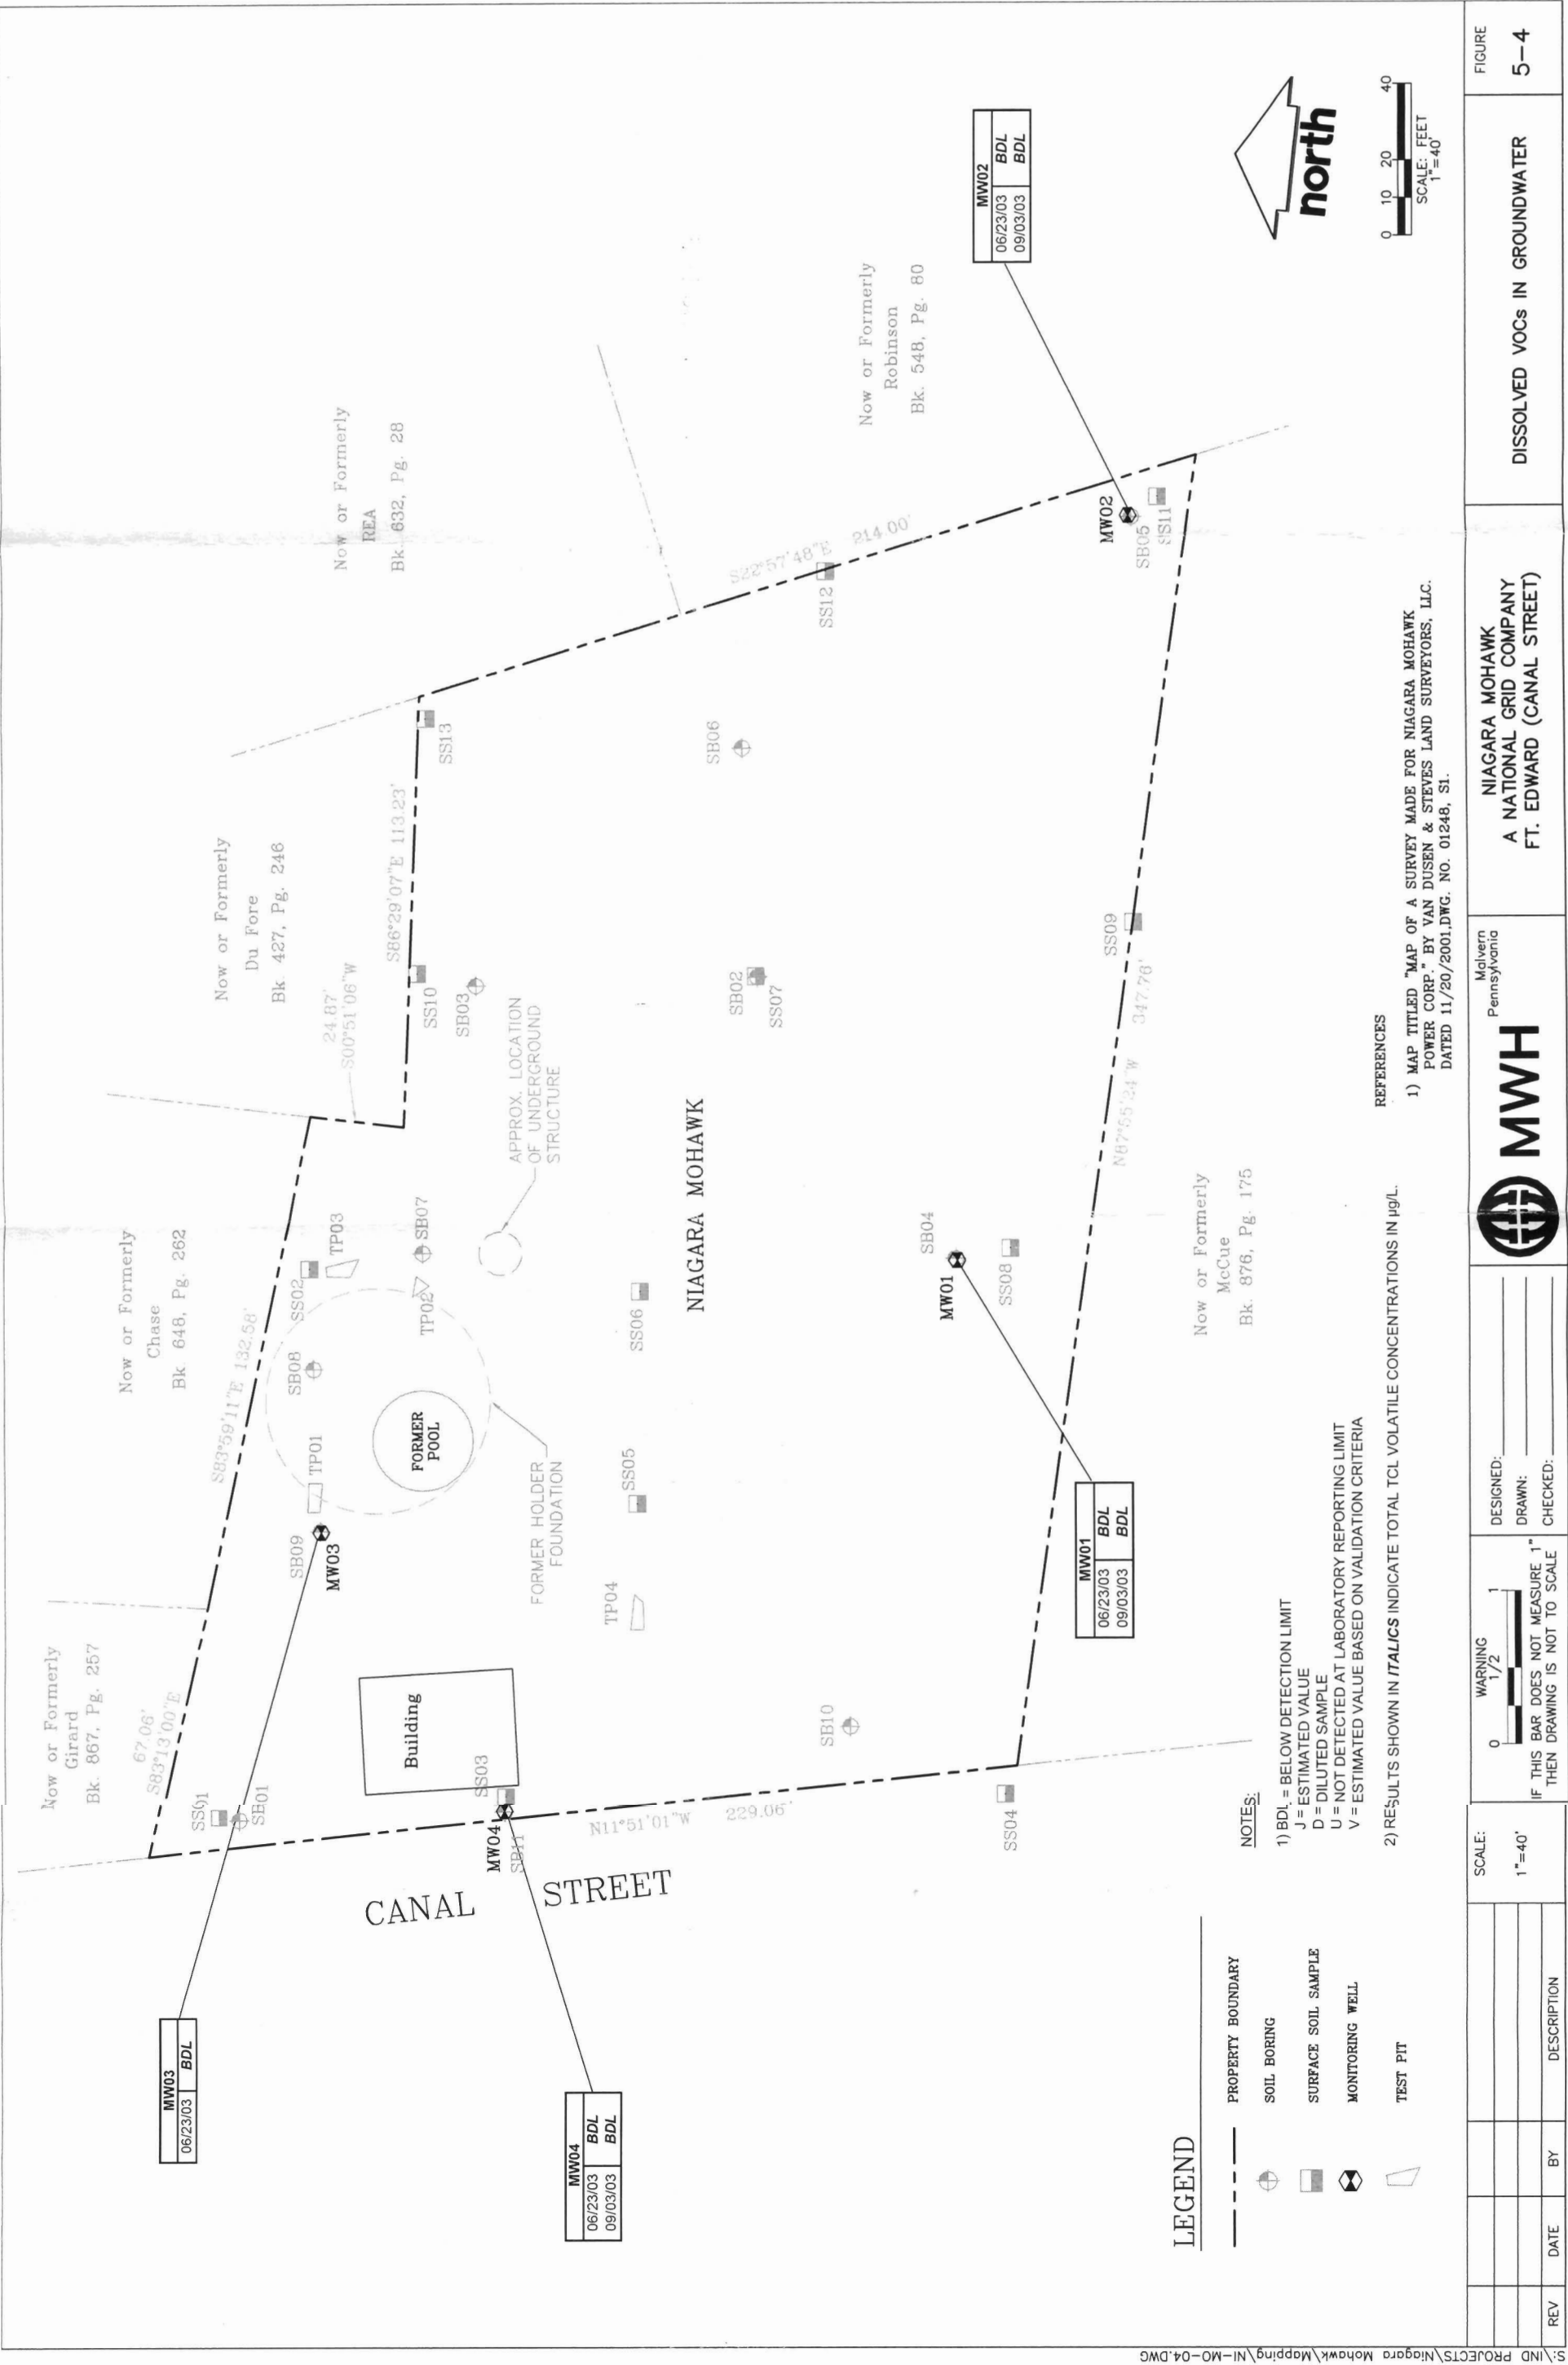 Now or Formerly
Girard
Bk. 867, Pg. 257
67.06'
S83°13'00"E
Now or Formerly
Chase
Bk 648, Pg. 262
S83°59'11"E 132.58'
Now or Formerly
Du Fore
Bk 427, Pg. 246
24.87'
S00°51'06"W
S86°29'07"E 113.23'
Now or Formerly
REA
Bk. 632, Pg. 28
Now or Formerly
Robinson
Bk. 548, Pg. 80
S22°57'48"E 214.00'
MW03
06/23/03 BDL
MW04
06/23/03 BDL
09/03/03 BDL
MW02
06/23/03 BDL
09/03/03 BDL
MW01
06/23/03 BDL
09/03/03 BDL
SS01
SB01
SB09
MW03
TP01
SB08
SS02
TP03
TP02
SB07
FORMER
POOL
Building
SS03
MW04
SB11
CANAL STREET
N11°51'01"W 229.06'
FORMER HOLDER
FOUNDATION
APPROX. LOCATION
OF UNDERGROUND
STRUCTURE
TP04
SS05
SS06
SS10
SB03
SS13
SB06
SB02
SS07
SS12
NIAGARA MOHAWK
SB10
SS04
SB04
MW01
SS08
SS09
MW02
SB05
SS11
N87°55'24"W 347.76'
Now or Formerly
McCue
Bk. 876, Pg. 175
north
0 10 20 40
SCALE: FEET
1"=40'
LEGEND
PROPERTY BOUNDARY
SOIL BORING
SURFACE SOIL SAMPLE
MONITORING WELL
TEST PIT
NOTES:
1) BDL = BELOW DETECTION LIMIT
J = ESTIMATED VALUE
D = DILUTED SAMPLE
U = NOT DETECTED AT LABORATORY REPORTING LIMIT
V = ESTIMATED VALUE BASED ON VALIDATION CRITERIA
2) RESULTS SHOWN IN ITALICS INDICATE TOTAL TCL VOLATILE CONCENTRATIONS IN µg/L.
REFERENCES
1) MAP TITLED "MAP OF A SURVEY MADE FOR NIAGARA MOHAWK
POWER CORP." BY VAN DUSEN & STEVES LAND SURVEYORS, LLC.
DATED 11/20/2001,DWG. NO. 01248, S1.
REV DATE BY DESCRIPTION
SCALE:
1"=40'
WARNING
0 1/2 1
IF THIS BAR DOES NOT MEASURE 1"
THEN DRAWING IS NOT TO SCALE
DESIGNED:
DRAWN:
CHECKED:
MWH
Malvern
Pennsylvania
NIAGARA MOHAWK
A NATIONAL GRID COMPANY
FT. EDWARD (CANAL STREET)
DISSOLVED VOCs IN GROUNDWATER
FIGURE
5-4
S:\IND PROJECTS\Niagara Mohawk\Mapping\NI-MO-04.DWG